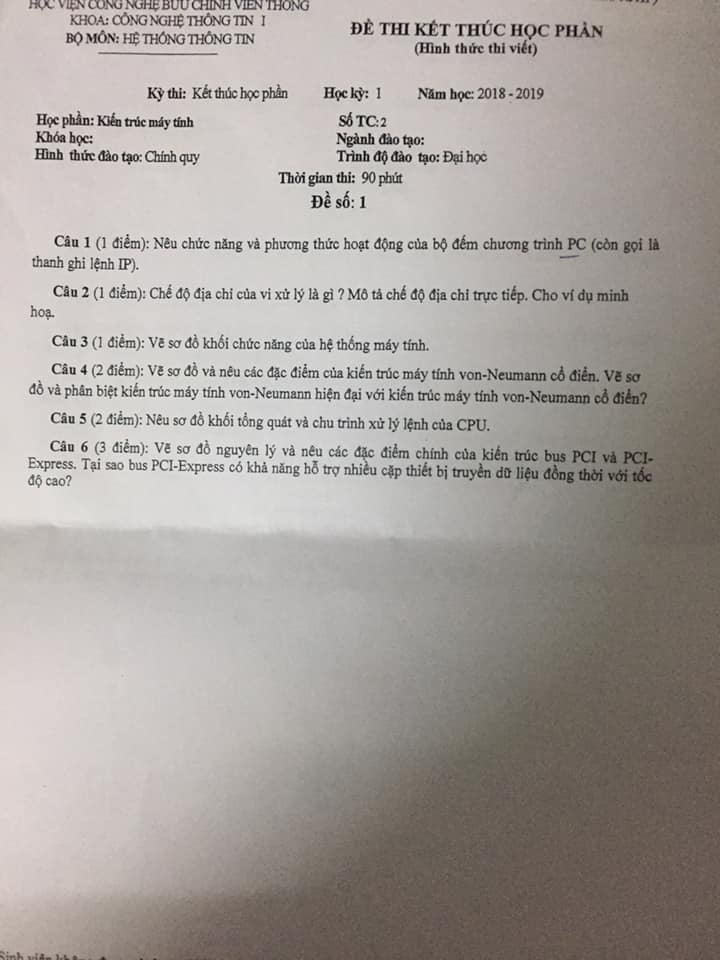 HỌC VIỆN CÔNG NGHỆ BƯU CHÍNH VIỄN THÔNG
KHOA: CÔNG NGHỆ THÔNG TIN I
BỘ MÔN: HỆ THỐNG THÔNG TIN
ĐỀ THI KẾT THÚC HỌC PHẦN
(Hình thức thi viết)
Kỳ thi: Kết thúc học phần Học kỳ: 1 Năm học: 2018 - 2019
Học phần: Kiến trúc máy tính Số TC: 2
Khóa học: Ngành đào tạo:
Hình thức đào tạo: Chính quy Trình độ đào tạo: Đại học
Thời gian thi: 90 phút
Đề số: 1
Câu 1 (1 điểm): Nêu chức năng và phương thức hoạt động của bộ đếm chương trình PC (còn gọi là
thanh ghi lệnh IP).
Câu 2 (1 điểm): Chế độ địa chỉ của vi xử lý là gì ? Mô tả chế độ địa chỉ trực tiếp. Cho ví dụ minh
hoạ.
Câu 3 (1 điểm): Vẽ sơ đồ khối chức năng của hệ thống máy tính.
Câu 4 (2 điểm): Vẽ sơ đồ và nêu các đặc điểm của kiến trúc máy tính von-Neumann cổ điển. Vẽ sơ
đồ và phân biệt kiến trúc máy tính von-Neumann hiện đại với kiến trúc máy tính von-Neumann cổ điển?
Câu 5 (2 điểm): Nêu sơ đồ khối tổng quát và chu trình xử lý lệnh của CPU.
Câu 6 (3 điểm): Vẽ sơ đồ nguyên lý và nêu các đặc điểm chính của kiến trúc bus PCI và PCI-
Express. Tại sao bus PCI-Express có khả năng hỗ trợ nhiều cặp thiết bị truyền dữ liệu đồng thời với tốc
độ cao?
Sinh viên không